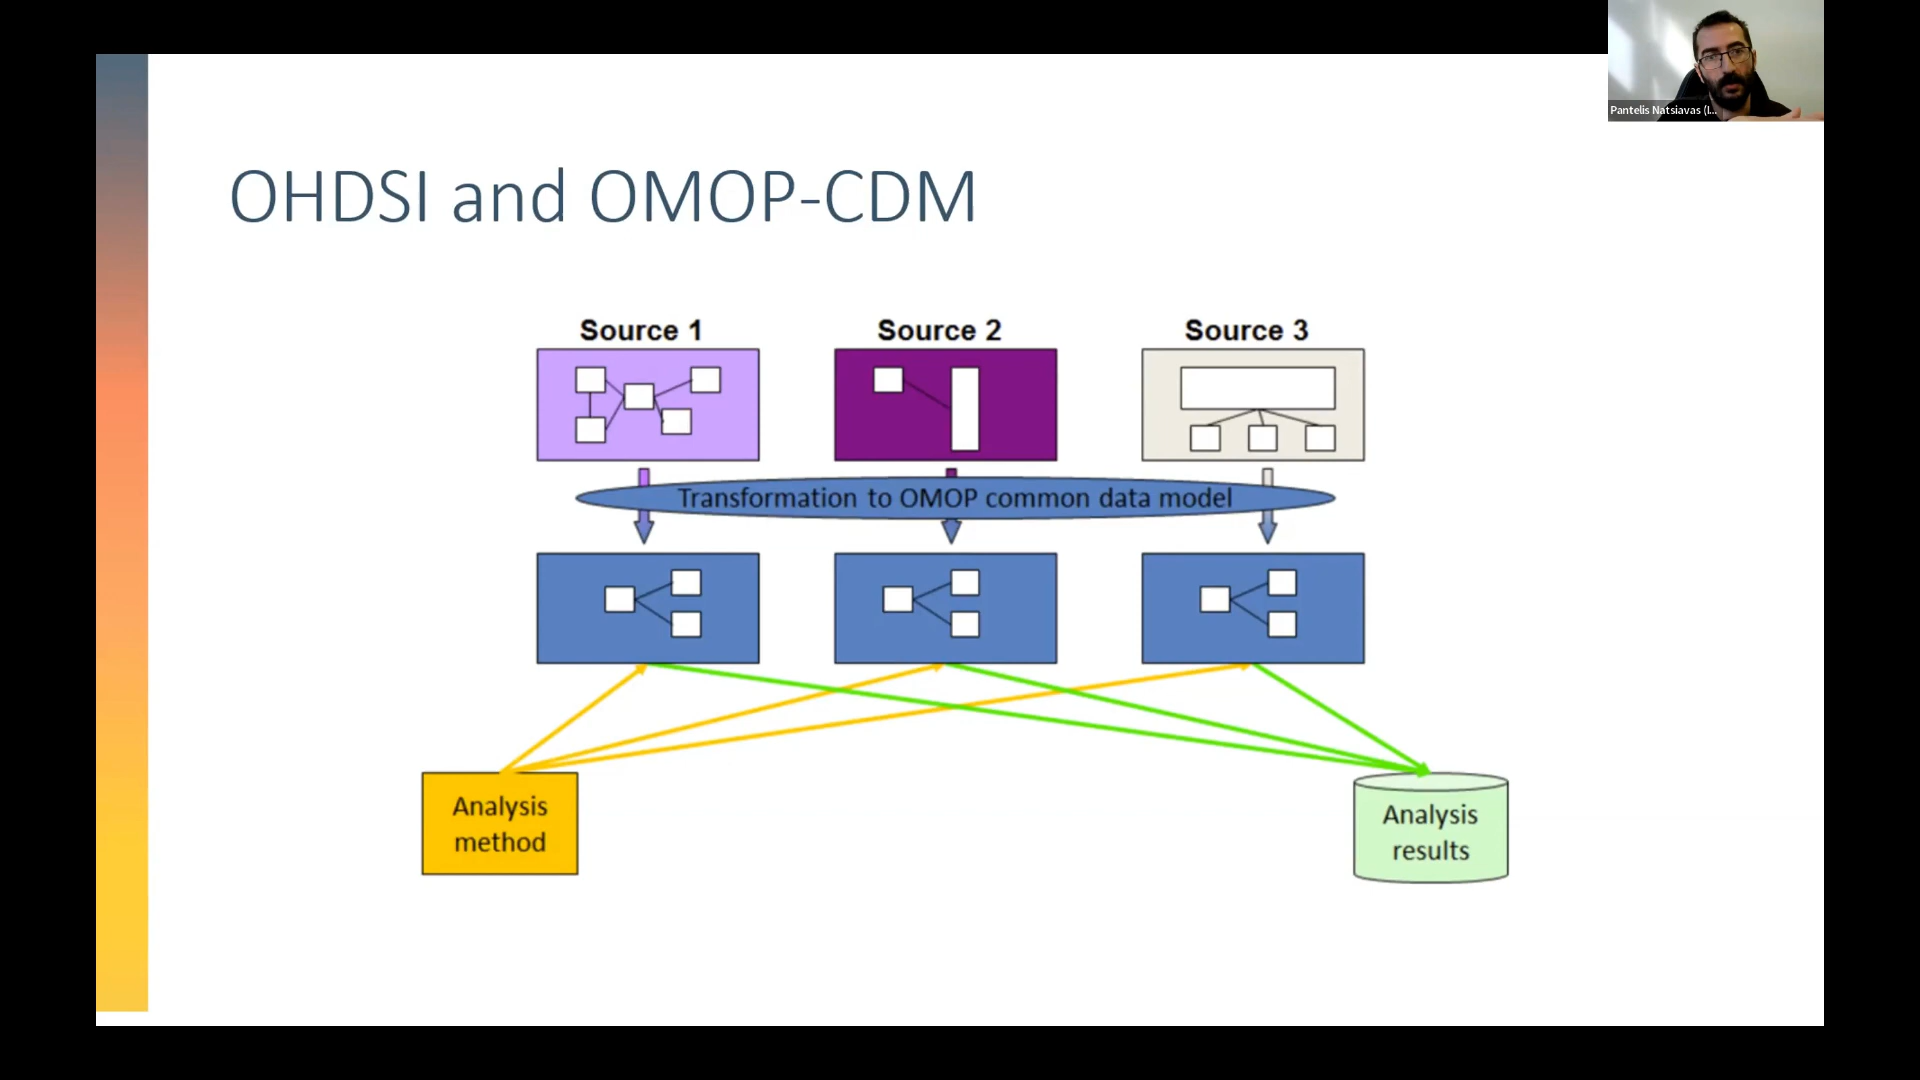 Pantelis Natsiavas (I...
OHDSI and OMOP-CDM
Source 1
Source 2
Source 3
Transformation to OMOP common data model
Analysis
method
Analysis
results